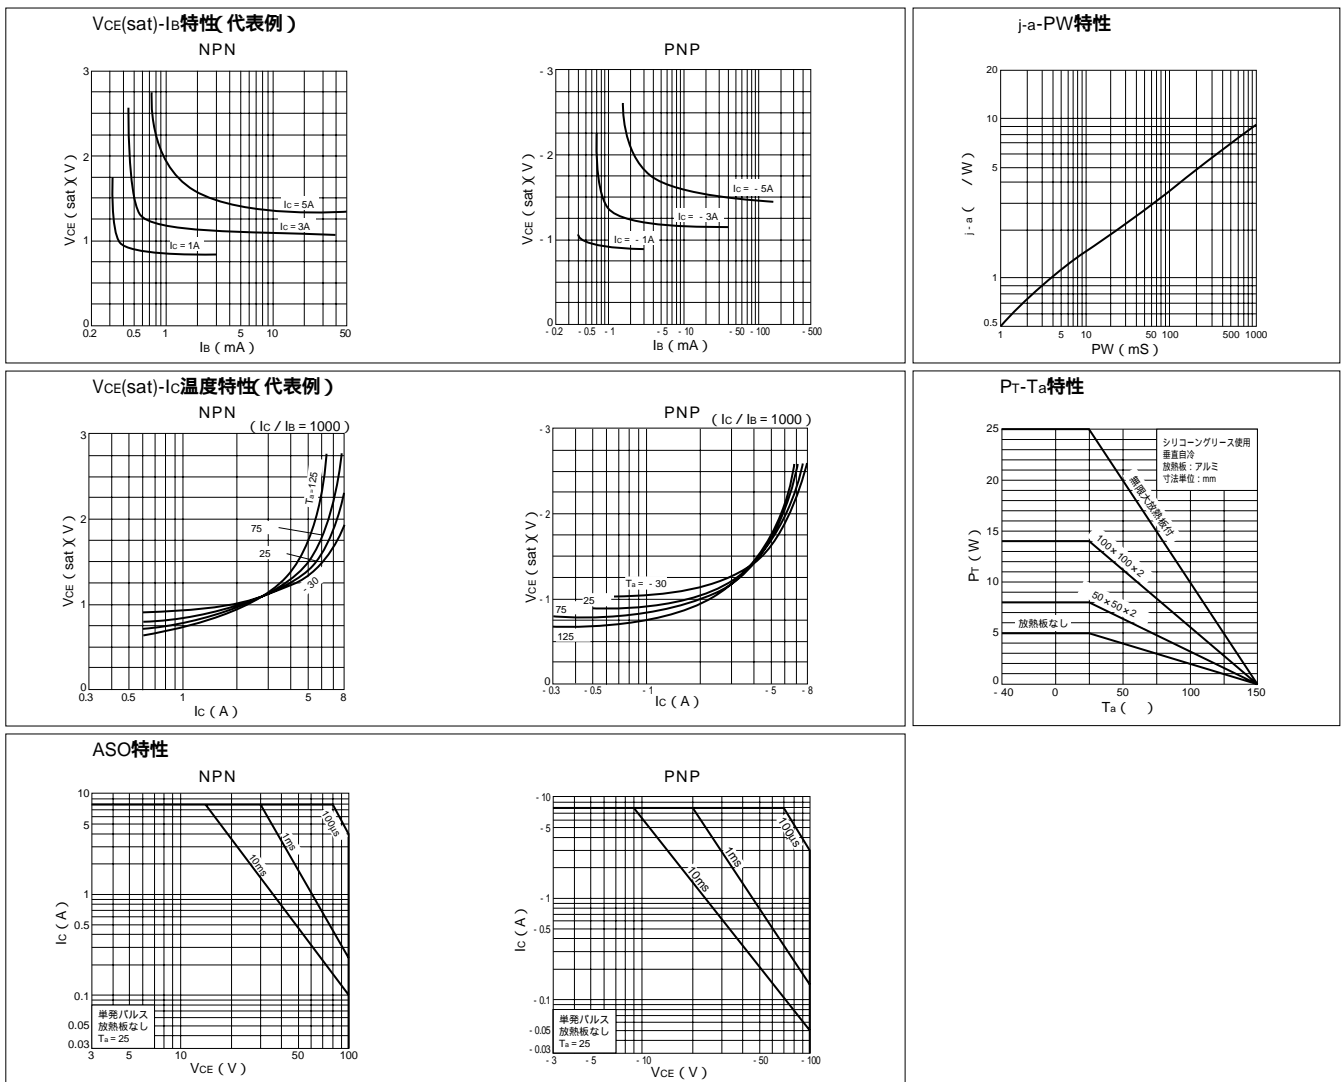 VCE(sat)-IB特性(代表例)
NPN
3
2
1
0
0.2 0.5 1 5 10 50
VCE(sat)(V)
IB(mA)
IC = 5A
IC = 3A
IC = 1A
PNP
- 3
- 2
- 1
0
- 0.2 - 0.5 - 1 - 5 - 10 - 50 - 100 - 500
VCE(sat)(V)
IB(mA)
IC = - 5A
IC = - 3A
IC = - 1A
j-a-PW特性
20
10
5
1
0.5
1 5 10 50 100 500 1000
j - a( /W)
PW(mS)
VCE(sat)-IC温度特性(代表例)
NPN
(IC / IB = 1000)
3
2
1
0
0.3 0.5 1 5 8
VCE(sat)(V)
IC(A)
Ta = 125
75
25
- 30
PNP
(IC / IB = 1000)
- 3
- 2
- 1
0
- 0.3 - 0.5 - 1 - 5 - 8
VCE(sat)(V)
IC(A)
Ta = - 30
25
75
125
PT-Ta特性
25
20
15
10
5
0
- 40 0 50 100 150
PT(W)
Ta( )
シリコーングリース使用
垂直自冷
放熱板:アルミ
寸法単位:mm
無限大放熱板付
100×100×2
50×50×2
放熱板なし
ASO特性
NPN
10
5
1
0.5
0.1
0.05
0.03
3 5 10 50 100
IC(A)
VCE(V)
100μs
1ms
10ms
単発パルス
放熱板なし
Ta = 25
PNP
- 10
- 5
- 1
- 0.5
- 0.1
- 0.05
- 0.03
- 3 - 5 - 10 - 50 - 100
IC(A)
VCE(V)
100μs
1ms
10ms
単発パルス
放熱板なし
Ta = 25